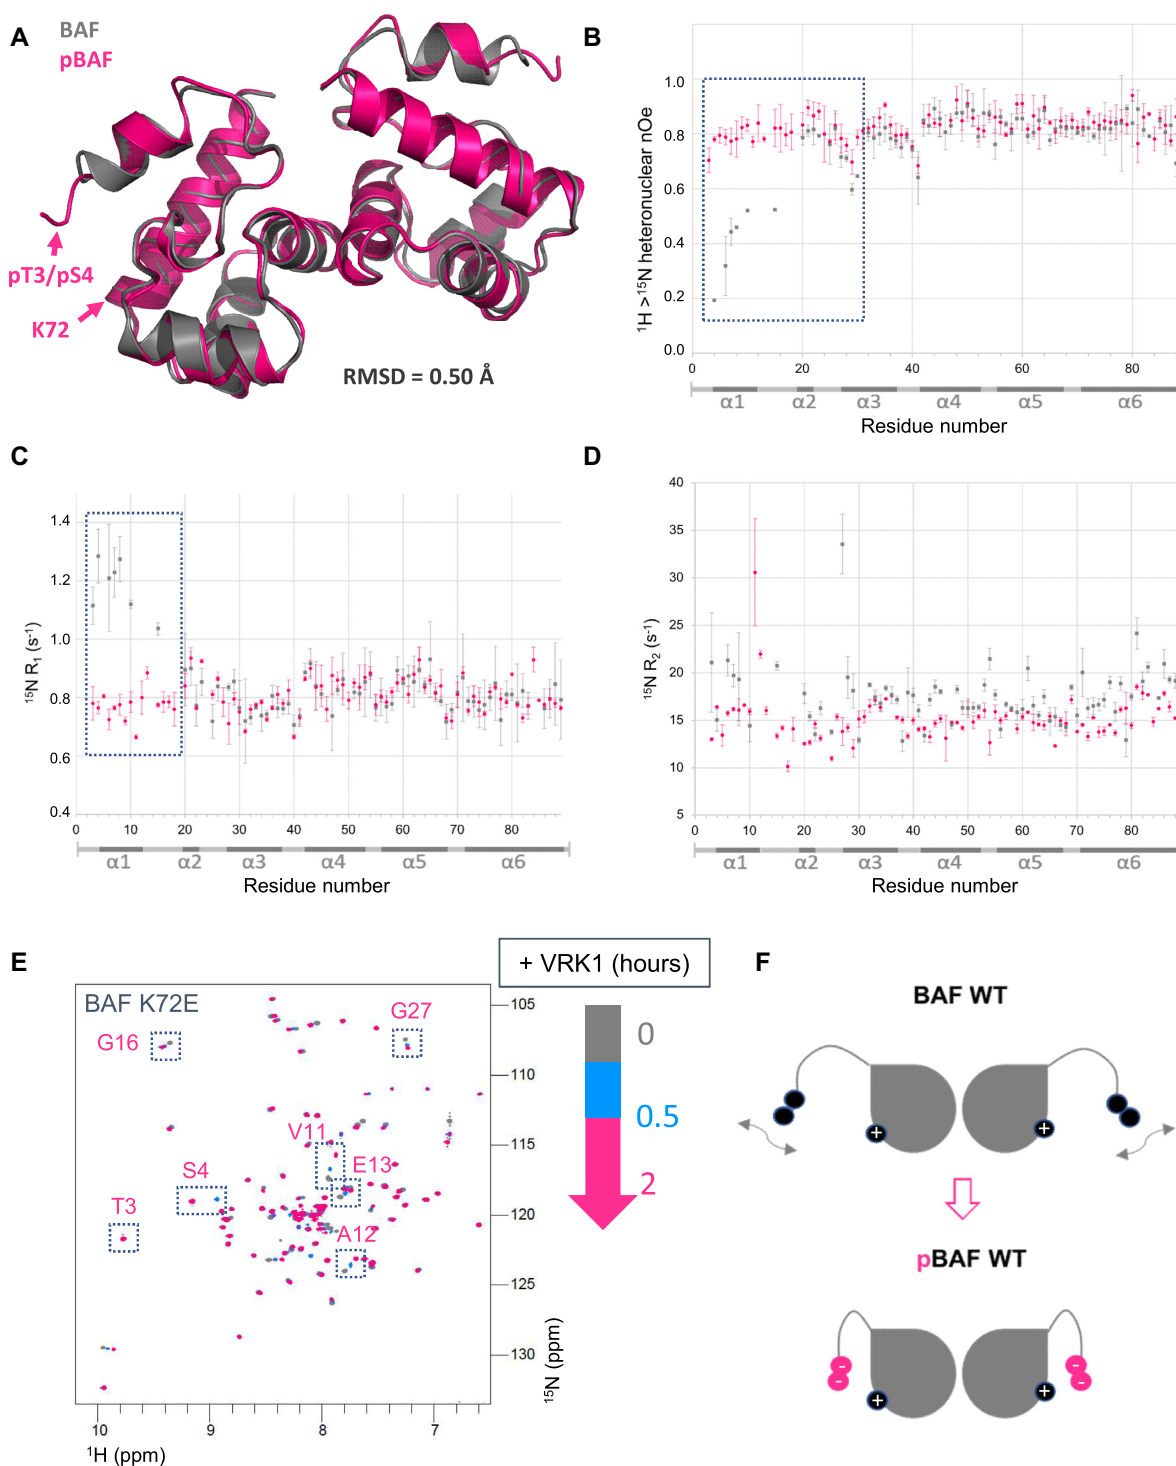 A
BAF
pBAF
pT3/pS4
K72
RMSD = 0.50 Å
B
¹H >¹⁵N heteronuclear nOe
1.0
0.8
0.6
0.4
0.2
0.0
0 20 40 60 80
α1 α2 α3 α4 α5 α6
Residue number
C
¹⁵N R₁ (s⁻¹)
1.4
1.2
1.0
0.8
0.6
0.4
0 10 20 30 40 50 60 70 80
α1 α2 α3 α4 α5 α6
Residue number
D
¹⁵N R₂ (s⁻¹)
40
35
30
25
20
15
10
5
0 10 20 30 40 50 60 70 80
α1 α2 α3 α4 α5 α6
Residue number
E
BAF K72E
G16
G27
V11
E13
S4
T3
A12
105
110
115
120
125
130
¹⁵N (ppm)
10 9 8 7
¹H (ppm)
+ VRK1 (hours)
0
0.5
2
F
BAF WT
+ +
pBAF WT
- + + -
- -